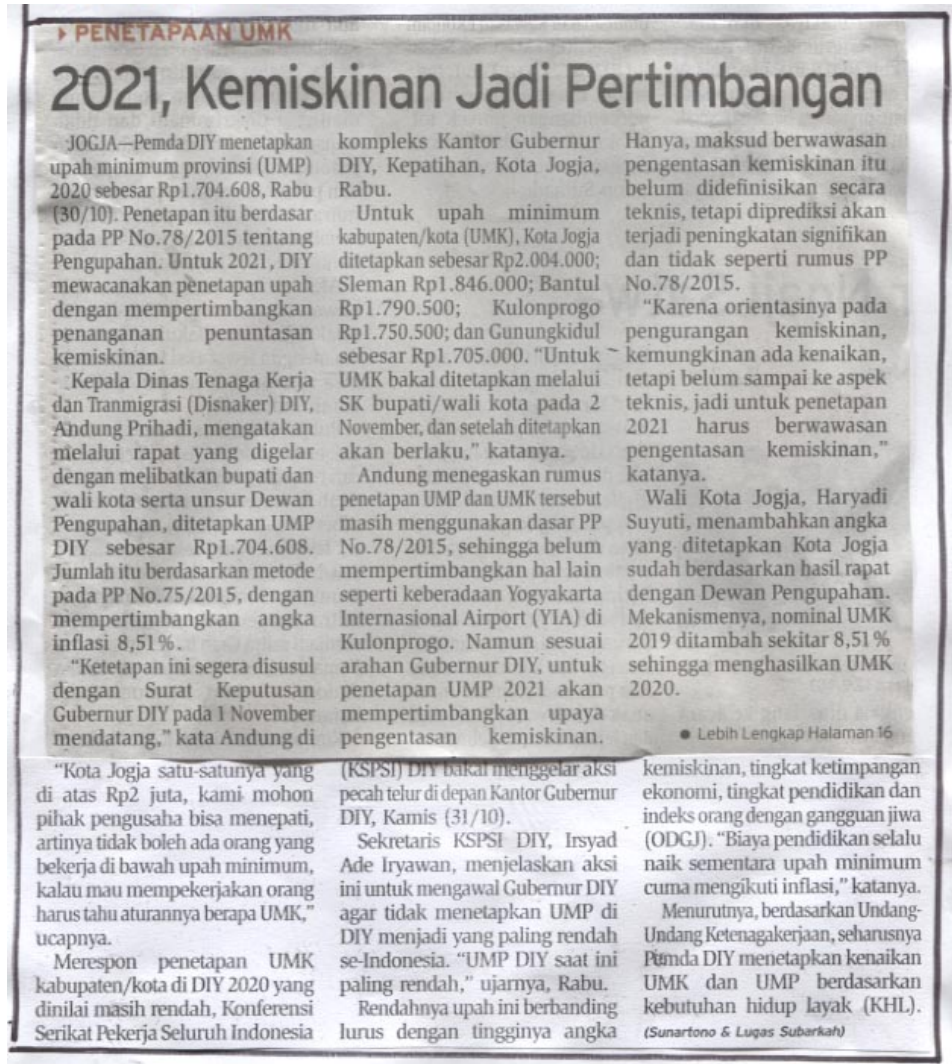 PENETAPAAN UMK
2021, Kemiskinan Jadi Pertimbangan
JOGJA—Pemda DIY menetapkan
upah minimum provinsi (UMP)
2020 sebesar Rp1.704.608, Rabu
(30/10). Penetapan itu berdasar
pada PP No.78/2015 tentang
Pengupahan. Untuk 2021, DIY
mewacanakan penetapan upah
dengan mempertimbangkan
penanganan penuntasan
kemiskinan.
Kepala Dinas Tenaga Kerja
dan Tranmigrasi (Disnaker) DIY,
Andung Prihadi, mengatakan
melalui rapat yang digelar
dengan melibatkan bupati dan
wali kota serta unsur Dewan
Pengupahan, ditetapkan UMP
DIY sebesar Rp1.704.608.
Jumlah itu berdasarkan metode
pada PP No.75/2015, dengan
mempertimbangkan angka
inflasi 8,51%.
"Ketetapan ini segera disusul
dengan Surat Keputusan
Gubernur DIY pada 1 November
mendatang," kata Andung di
kompleks Kantor Gubernur
DIY, Kepatihan, Kota Jogja,
Rabu.
Untuk upah minimum
kabupaten/kota (UMK), Kota Jogja
ditetapkan sebesar Rp2.004.000;
Sleman Rp1.846.000; Bantul
Rp1.790.500; Kulonprogo
Rp1.750.500; dan Gunungkidul
sebesar Rp1.705.000. "Untuk
UMK bakal ditetapkan melalui
SK bupati/wali kota pada 2
November, dan setelah ditetapkan
akan berlaku," katanya.
Andung menegaskan rumus
penetapan UMP dan UMK tersebut
masih menggunakan dasar PP
No.78/2015, sehingga belum
mempertimbangkan hal lain
seperti keberadaan Yogyakarta
Internasional Airport (YIA) di
Kulonprogo. Namun sesuai
arahan Gubernur DIY, untuk
penetapan UMP 2021 akan
mempertimbangkan upaya
pengentasan kemiskinan.
Hanya, maksud berwawasan
pengentasan kemiskinan itu
belum didefinisikan secara
teknis, tetapi diprediksi akan
terjadi peningkatan signifikan
dan tidak seperti rumus PP
No.78/2015.
"Karena orientasinya pada
pengurangan kemiskinan,
kemungkinan ada kenaikan,
tetapi belum sampai ke aspek
teknis, jadi untuk penetapan
2021 harus berwawasan
pengentasan kemiskinan,"
katanya.
Wali Kota Jogja, Haryadi
Suyuti, menambahkan angka
yang ditetapkan Kota Jogja
sudah berdasarkan hasil rapat
dengan Dewan Pengupahan.
Mekanismenya, nominal UMK
2019 ditambah sekitar 8,51%
sehingga menghasilkan UMK
2020.
● Lebih Lengkap Halaman 16
"Kota Jogja satu-satunya yang
di atas Rp2 juta, kami mohon
pihak pengusaha bisa menepati,
artinya tidak boleh ada orang yang
bekerja di bawah upah minimum,
kalau mau mempekerjakan orang
harus tahu aturannya berapa UMK,"
ucapnya.
Merespon penetapan UMK
kabupaten/kota di DIY 2020 yang
dinilai masih rendah, Konferensi
Serikat Pekerja Seluruh Indonesia
(KSPSI) DIY bakal menggelar aksi
pecah telur di depan Kantor Gubernur
DIY, Kamis (31/10).
Sekretaris KSPSI DIY, Irsyad
Ade Iryawan, menjelaskan aksi
ini untuk mengawal Gubernur DIY
agar tidak menetapkan UMP di
DIY menjadi yang paling rendah
se-Indonesia. "UMP DIY saat ini
paling rendah," ujarnya, Rabu.
Rendahnya upah ini berbanding
lurus dengan tingginya angka
kemiskinan, tingkat ketimpangan
ekonomi, tingkat pendidikan dan
indeks orang dengan gangguan jiwa
(ODGJ). "Biaya pendidikan selalu
naik sementara upah minimum
cuma mengikuti inflasi," katanya.
Menurutnya, berdasarkan Undang-
Undang Ketenagakerjaan, seharusnya
Pemda DIY menetapkan kenaikan
UMK dan UMP berdasarkan
kebutuhan hidup layak (KHL).
(Sunartono & Lugas Subarkah)